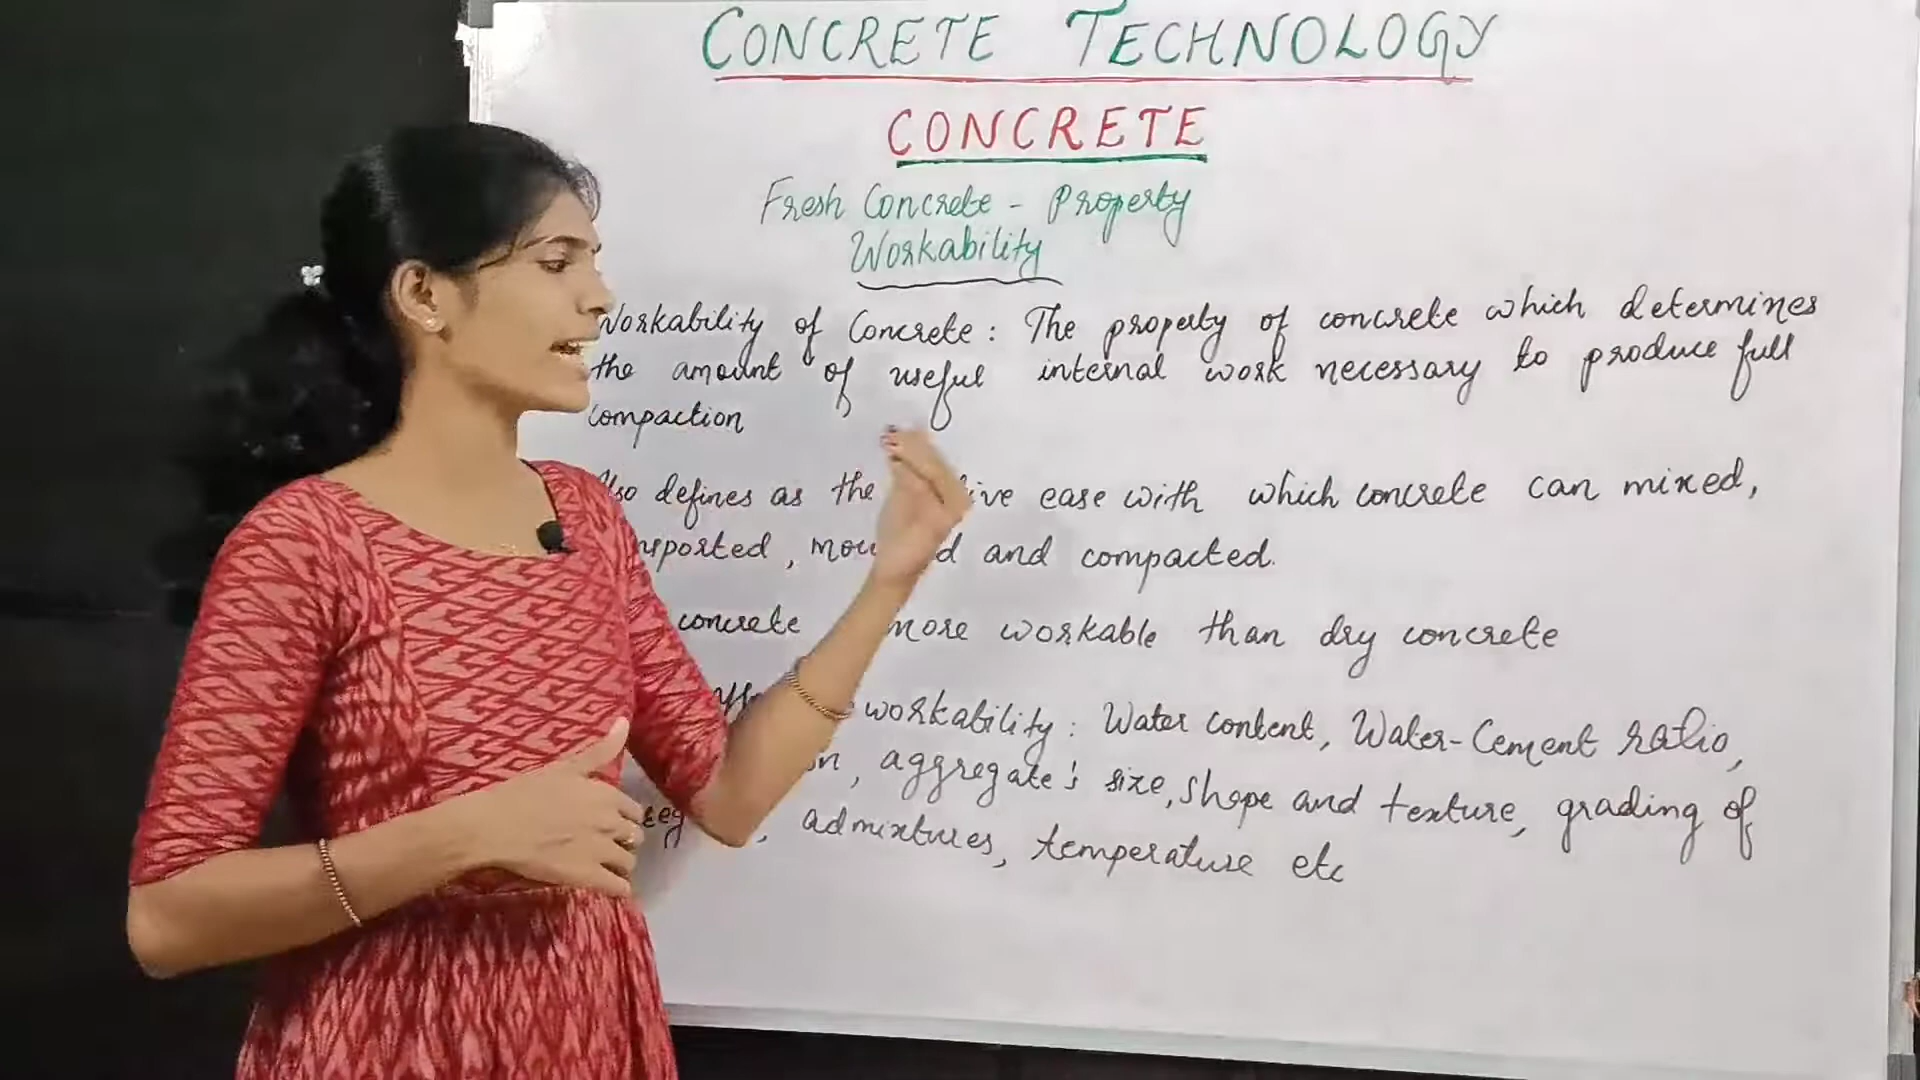 CONCRETE TECHNOLOGY
CONCRETE
Fresh Concrete - Property
Workability
Workability of Concrete: The property of concrete which determines
the amount of useful internal work necessary to produce full
compaction
defines as the ease with which concrete can mixed,
, and compacted.
concrete more workable than dry concrete
workability: Water content, Water-Cement ratio,
, aggregate's size, shape and texture, grading of
, admixtures, temperature etc